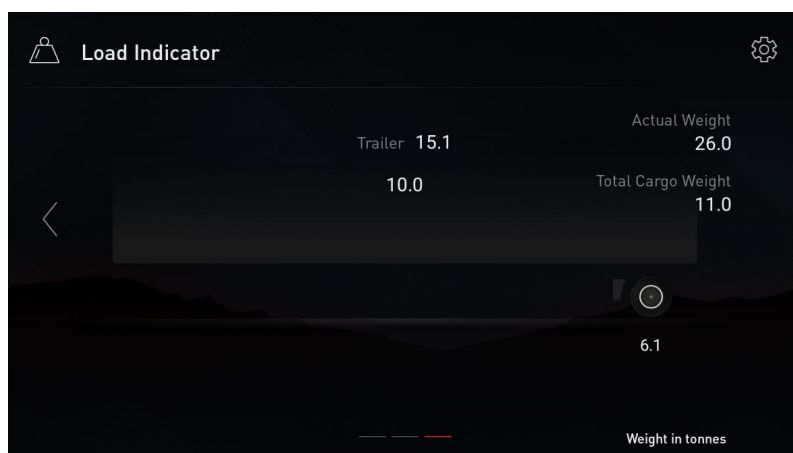 Load Indicator
Actual Weight
Trailer 15.1
26.0
10.0
Total Cargo Weight
11.0
6.1
Weight in tonnes